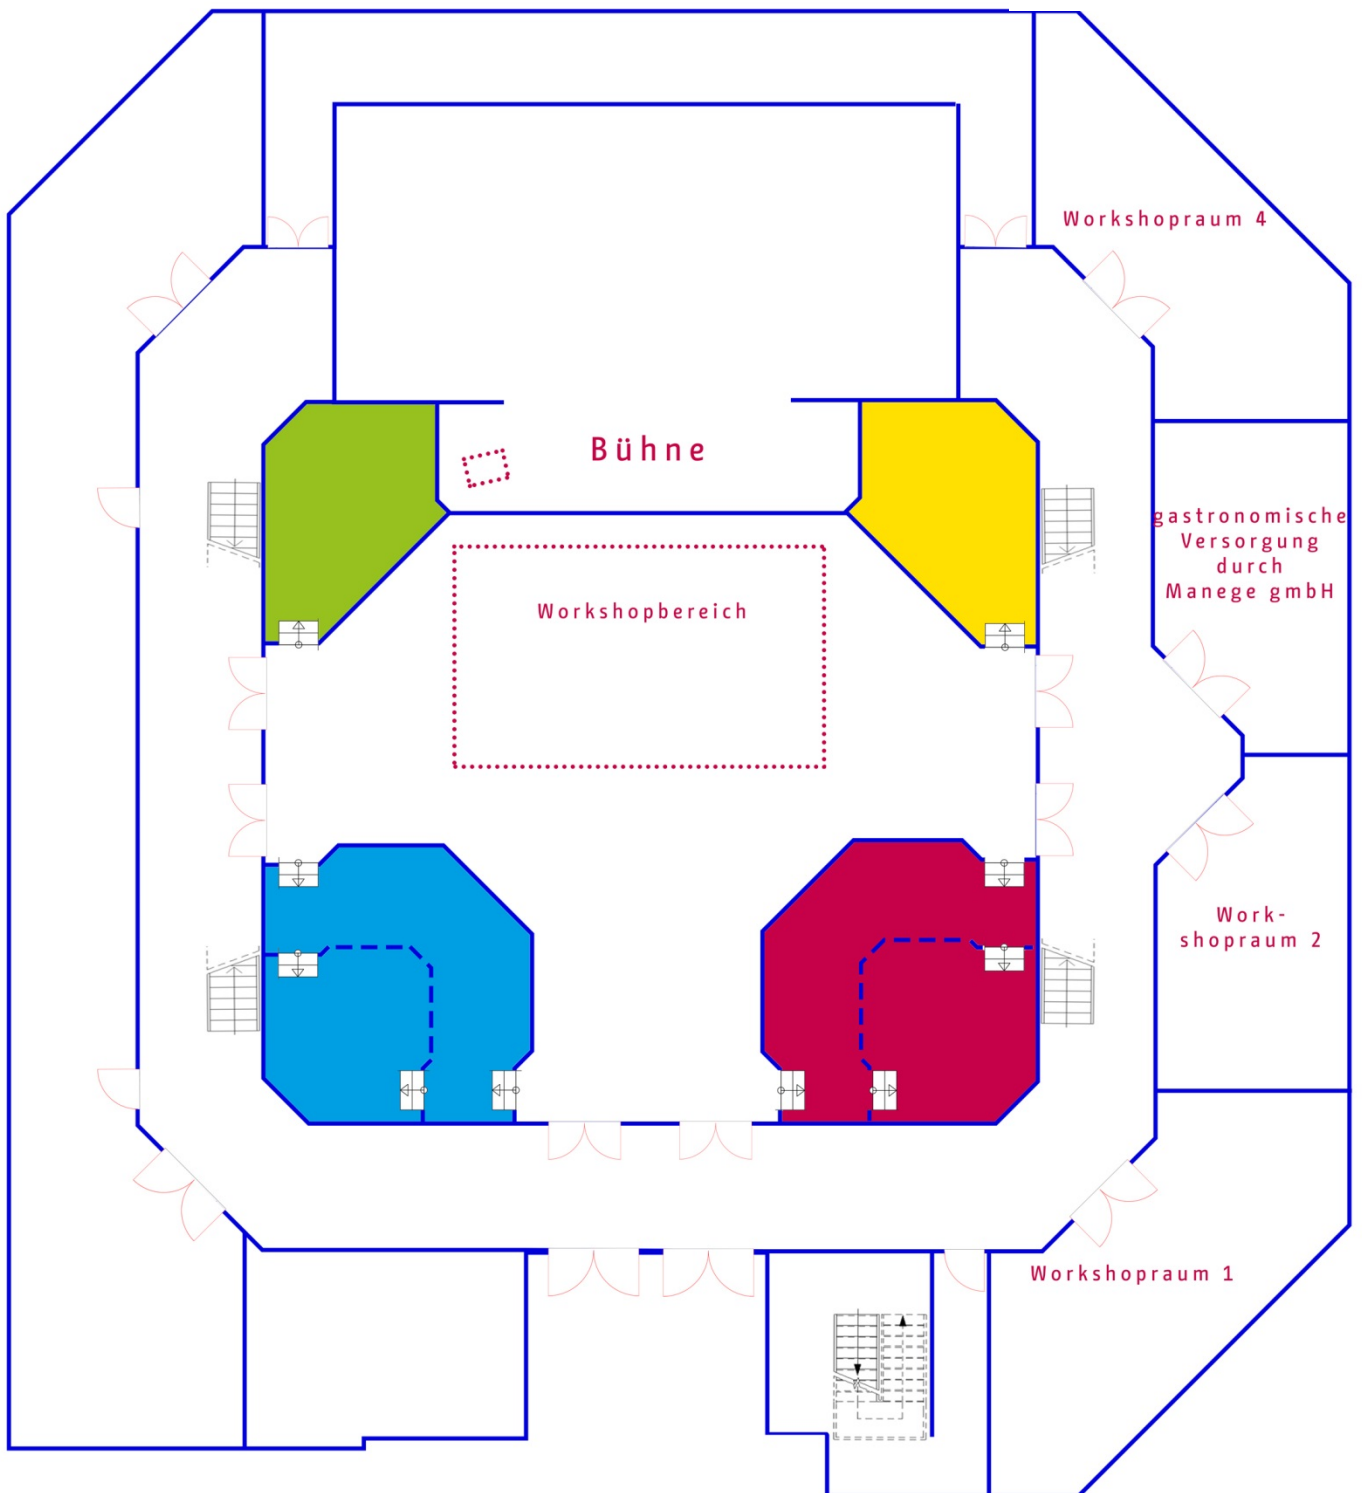 Workshopraum 4
Bühne
gastronomische
Versorgung
durch
Manege gmbH
Workshopbereich
Work-
shopraum 2
Workshopraum 1